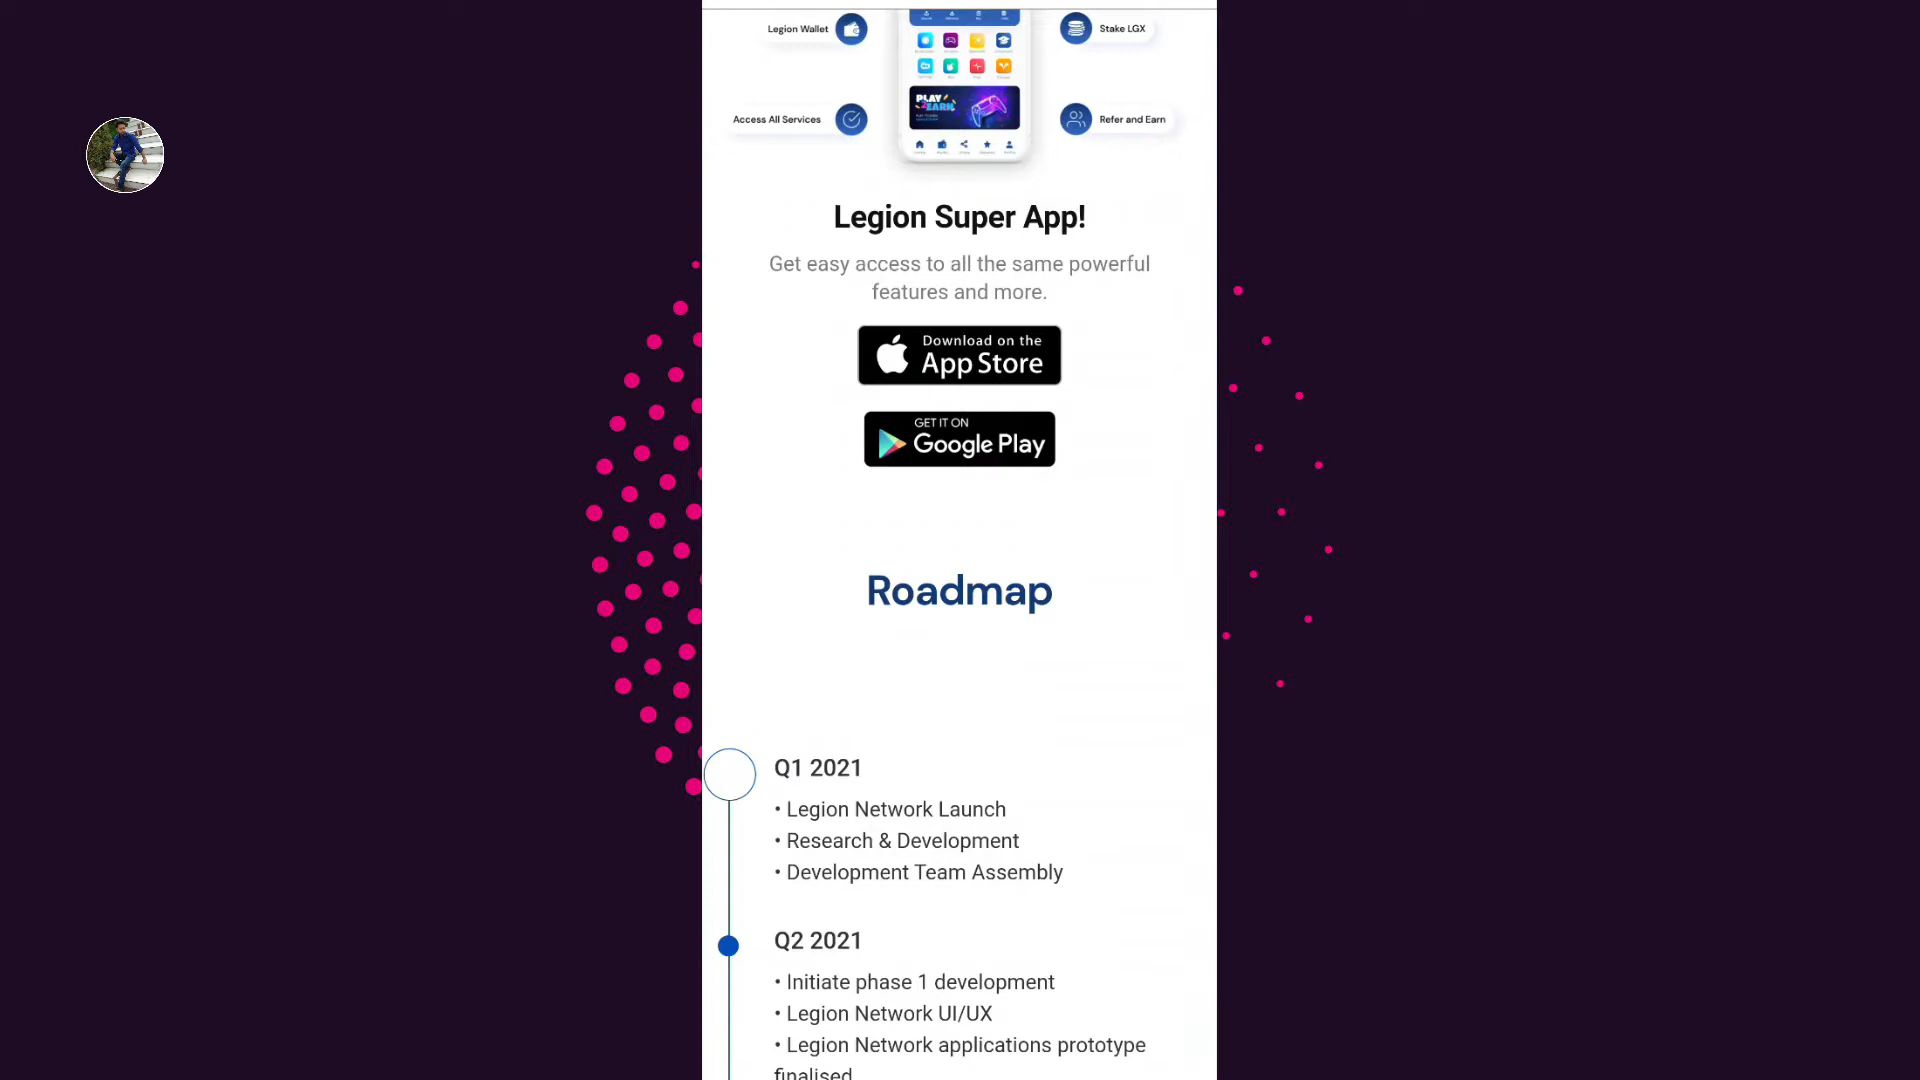 Legion Wallet
Stake LGX
PLAY
EARN
Access All Services
Refer and Earn
Legion Super App!
Get easy access to all the same powerful
features and more.
Download on the
App Store
GET IT ON
Google Play
Roadmap
Q1 2021
• Legion Network Launch
• Research & Development
• Development Team Assembly
Q2 2021
• Initiate phase 1 development
• Legion Network UI/UX
• Legion Network applications prototype
finalised